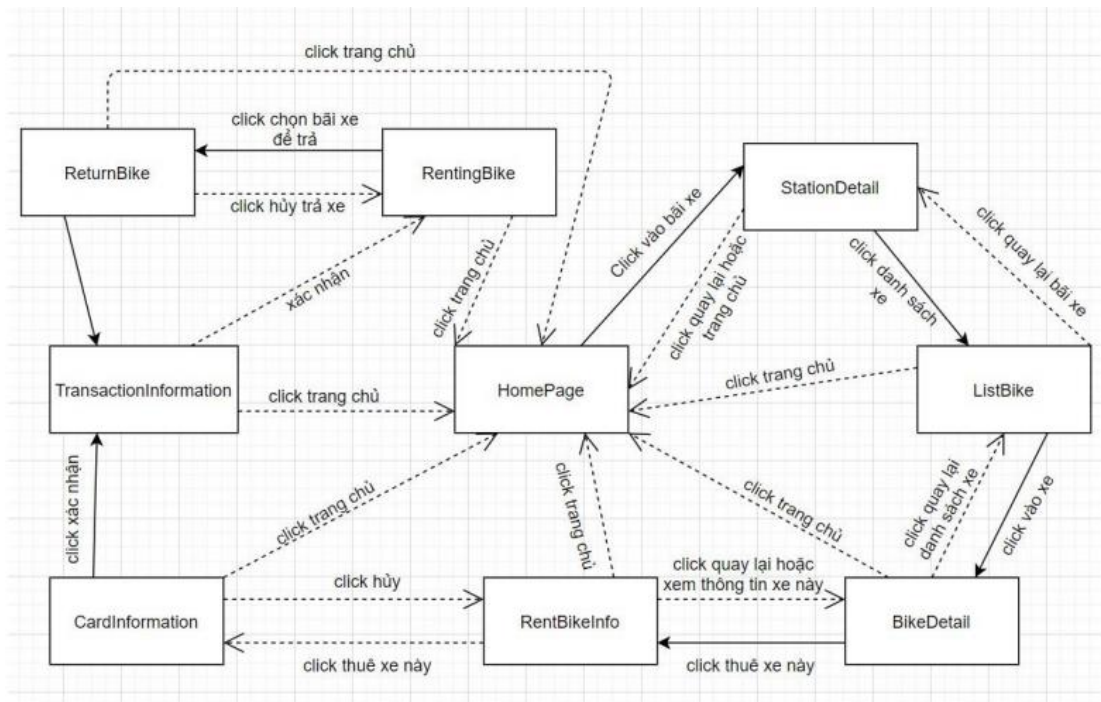 click trang chủ
click chọn bãi xe
để trả
ReturnBike
RentingBike
click hủy trả xe
StationDetail
Click vào bãi xe
click quay lại hoặc
trang chủ
click danh sách
xe
click quay lại bãi xe
xác nhận
click trang chủ
TransactionInformation
click trang chủ
HomePage
click trang chủ
ListBike
click xác nhận
click trang chủ
click trang chủ
click trang chủ
click quay lại
danh sách xe
click vào xe
CardInformation
click hủy
RentBikeInfo
click quay lại hoặc
xem thông tin xe này
BikeDetail
click thuê xe này
click thuê xe này